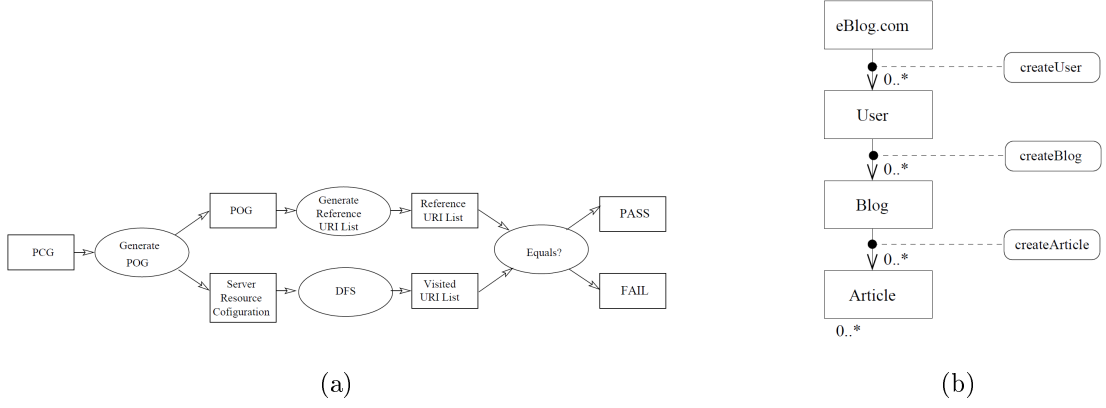 PCG
Generate
POG
POG
Generate
Reference
URI List
Reference
URI List
Server
Resource
Cofiguration
DFS
Visited
URI List
Equals?
PASS
FAIL
(a)
eBlog.com
createUser
0..*
User
createBlog
0..*
Blog
createArticle
0..*
Article
0..*
(b)